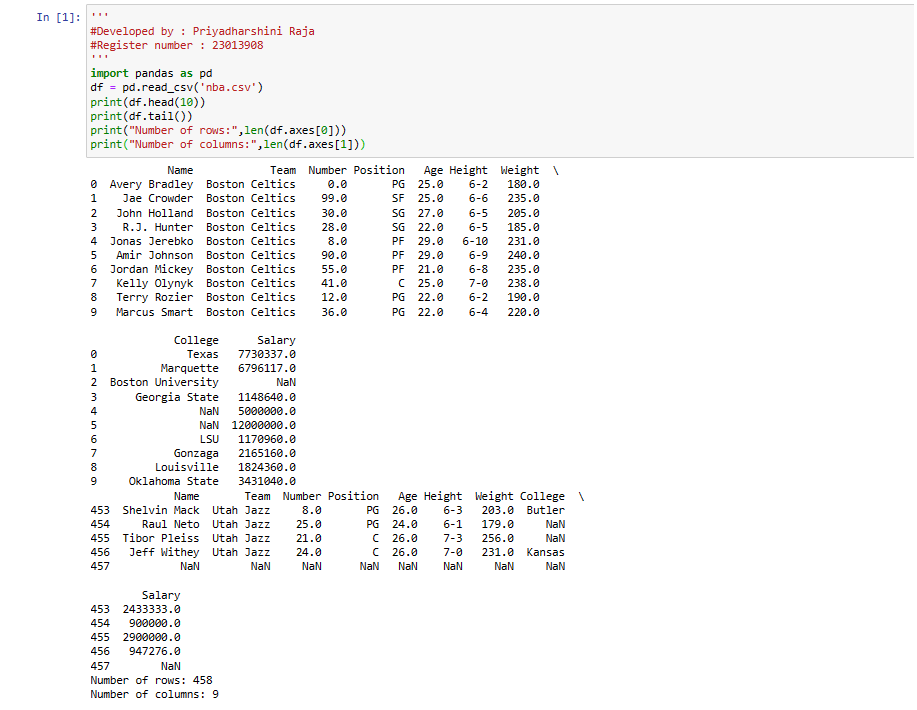 In [1]: '''
#Developed by : Priyadharshini Raja
#Register number : 23013908
'''
import pandas as pd
df = pd.read_csv('nba.csv')
print(df.head(10))
print(df.tail())
print("Number of rows:",len(df.axes[0]))
print("Number of columns:",len(df.axes[1]))
Name Team Number Position Age Height Weight \
0 Avery Bradley Boston Celtics 0.0 PG 25.0 6-2 180.0
1 Jae Crowder Boston Celtics 99.0 SF 25.0 6-6 235.0
2 John Holland Boston Celtics 30.0 SG 27.0 6-5 205.0
3 R.J. Hunter Boston Celtics 28.0 SG 22.0 6-5 185.0
4 Jonas Jerebko Boston Celtics 8.0 PF 29.0 6-10 231.0
5 Amir Johnson Boston Celtics 90.0 PF 29.0 6-9 240.0
6 Jordan Mickey Boston Celtics 55.0 PF 21.0 6-8 235.0
7 Kelly Olynyk Boston Celtics 41.0 C 25.0 7-0 238.0
8 Terry Rozier Boston Celtics 12.0 PG 22.0 6-2 190.0
9 Marcus Smart Boston Celtics 36.0 PG 22.0 6-4 220.0
College Salary
0 Texas 7730337.0
1 Marquette 6796117.0
2 Boston University NaN
3 Georgia State 1148640.0
4 NaN 5000000.0
5 NaN 12000000.0
6 LSU 1170960.0
7 Gonzaga 2165160.0
8 Louisville 1824360.0
9 Oklahoma State 3431040.0
Name Team Number Position Age Height Weight College \
453 Shelvin Mack Utah Jazz 8.0 PG 26.0 6-3 203.0 Butler
454 Raul Neto Utah Jazz 25.0 PG 24.0 6-1 179.0 NaN
455 Tibor Pleiss Utah Jazz 21.0 C 26.0 7-3 256.0 NaN
456 Jeff Withey Utah Jazz 24.0 C 26.0 7-0 231.0 Kansas
457 NaN NaN NaN NaN NaN NaN NaN NaN
Salary
453 2433333.0
454 900000.0
455 2900000.0
456 947276.0
457 NaN
Number of rows: 458
Number of columns: 9